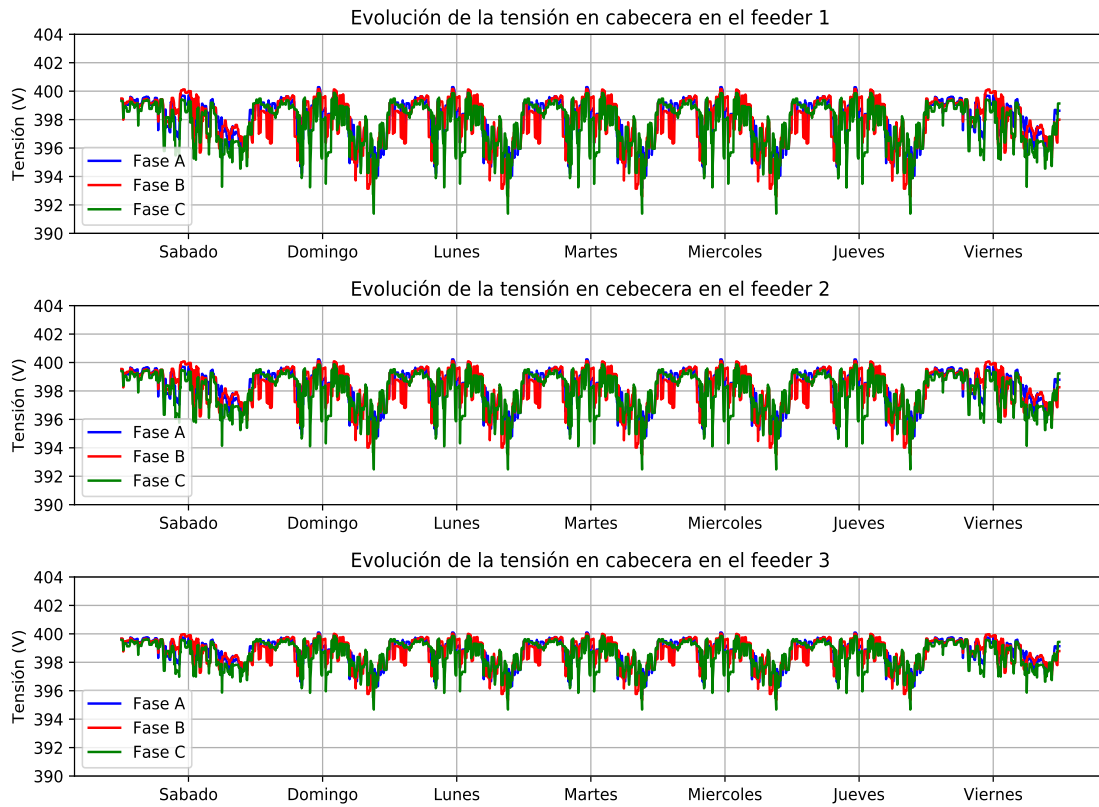 Evolución de la tensión en cabecera en el feeder 1
404
402
400
398
396
394
392
390
Tensión (V)
Fase A
Fase B
Fase C
Sabado Domingo Lunes Martes Miercoles Jueves Viernes
Evolución de la tensión en cebecera en el feeder 2
404
402
400
398
396
394
392
390
Tensión (V)
Fase A
Fase B
Fase C
Sabado Domingo Lunes Martes Miercoles Jueves Viernes
Evolución de la tensión en cabecera en el feeder 3
404
402
400
398
396
394
392
390
Tensión (V)
Fase A
Fase B
Fase C
Sabado Domingo Lunes Martes Miercoles Jueves Viernes